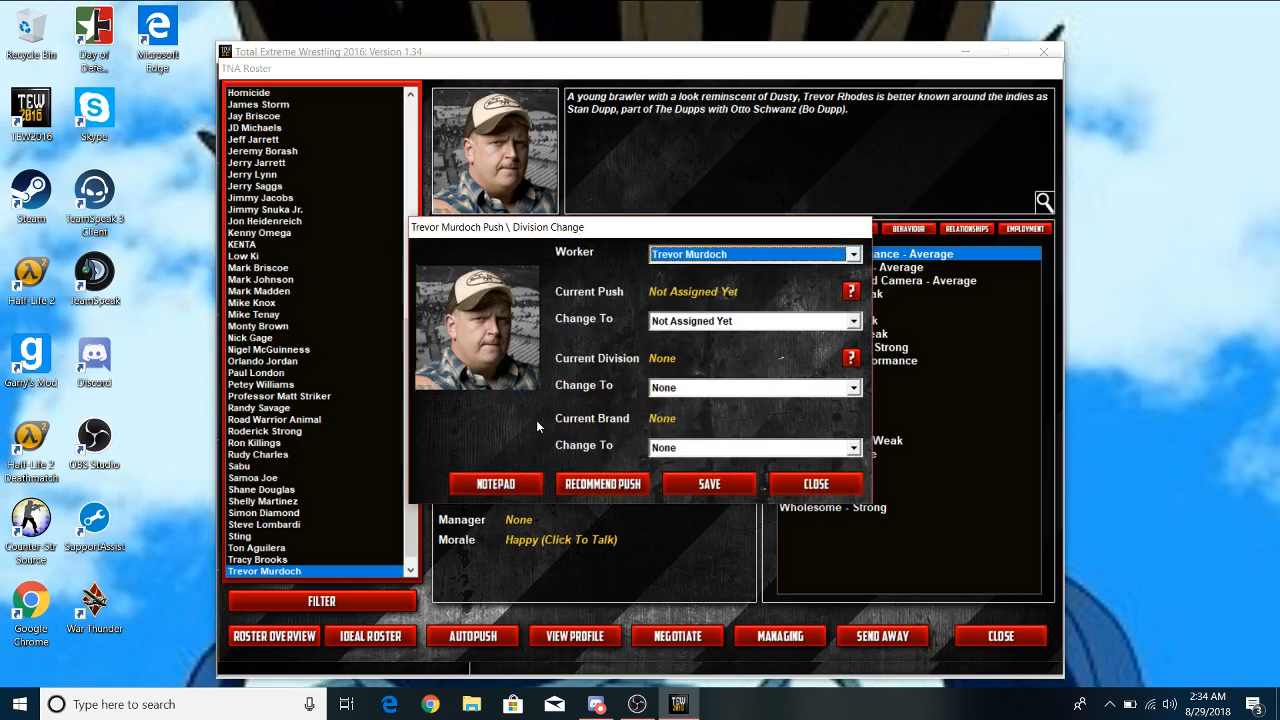 Recycle Bin
Day of Defe...
Microsoft Edge
TEW2016
Skype
Steam
TeamSpeak 3 Client
Half-Life 2
TeamSpeak
Garry's Mod
Discord
Half-Life 2 Deathmatch
OBS Studio
Counter-Str Source
SupportAssist
Google Chrome
War Thunder
Total Extreme Wrestling 2016: Version 1.34
TNA Roster
Homicide
James Storm
Jay Briscoe
JD Michaels
Jeff Jarrett
Jeremy Borash
Jerry Jarrett
Jerry Lynn
Jerry Saggs
Jimmy Jacobs
Jimmy Snuka Jr.
Jon Heidenreich
Kenny Omega
KENTA
Low Ki
Mark Briscoe
Mark Johnson
Mark Madden
Mike Knox
Mike Tenay
Monty Brown
Nick Gage
Nigel McGuinness
Orlando Jordan
Paul London
Petey Williams
Professor Matt Striker
Randy Savage
Road Warrior Animal
Roderick Strong
Ron Killings
Rudy Charles
Sabu
Samoa Joe
Shane Douglas
Shelly Martinez
Simon Diamond
Steve Lombardi
Sting
Ton Aguilera
Tracy Brooks
Trevor Murdoch
FILTER
A young brawler with a look reminscent of Dusty, Trevor Rhodes is better known around the indies as
Stan Dupp, part of The Dupps with Otto Schwanz (Bo Dupp).
BEHAVIOUR RELATIONSHIPS EMPLOYMENT
ance - Average
- Average
d Camera - Average
ak
k
ak
Strong
formance
Weak
e
Wholesome - Strong
Trevor Murdoch Push \ Division Change
Worker Trevor Murdoch
Current Push Not Assigned Yet ?
Change To Not Assigned Yet
Current Division None ?
Change To None
Current Brand None
Change To None
NOTEPAD RECOMMEND PUSH SAVE CLOSE
Manager None
Morale Happy (Click To Talk)
ROSTER OVERVIEW IDEAL ROSTER AUTOPUSH VIEW PROFILE NEGOTIATE MANAGING SEND AWAY CLOSE
Type here to search
2:34 AM
8/29/2018
3